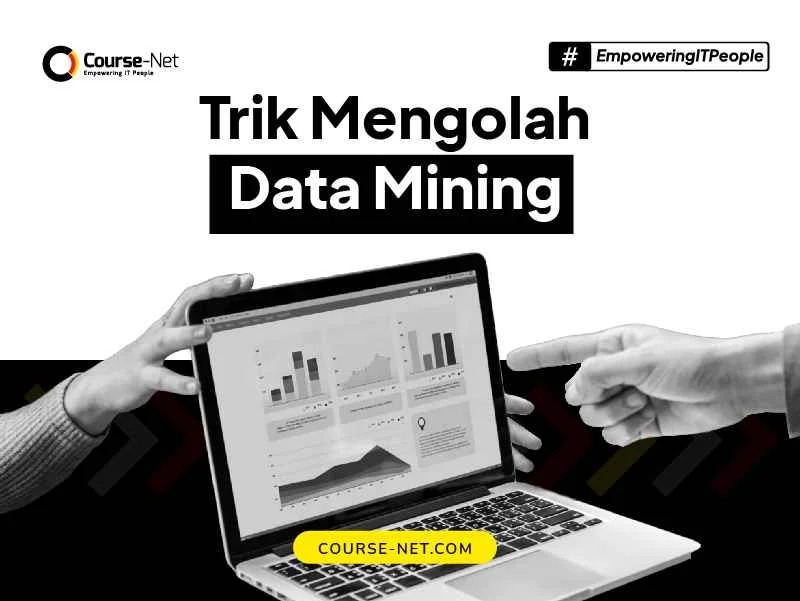 Course-Net
Empowering IT People
# EmpoweringITPeople
Trik Mengolah
Data Mining
COURSE-NET.COM